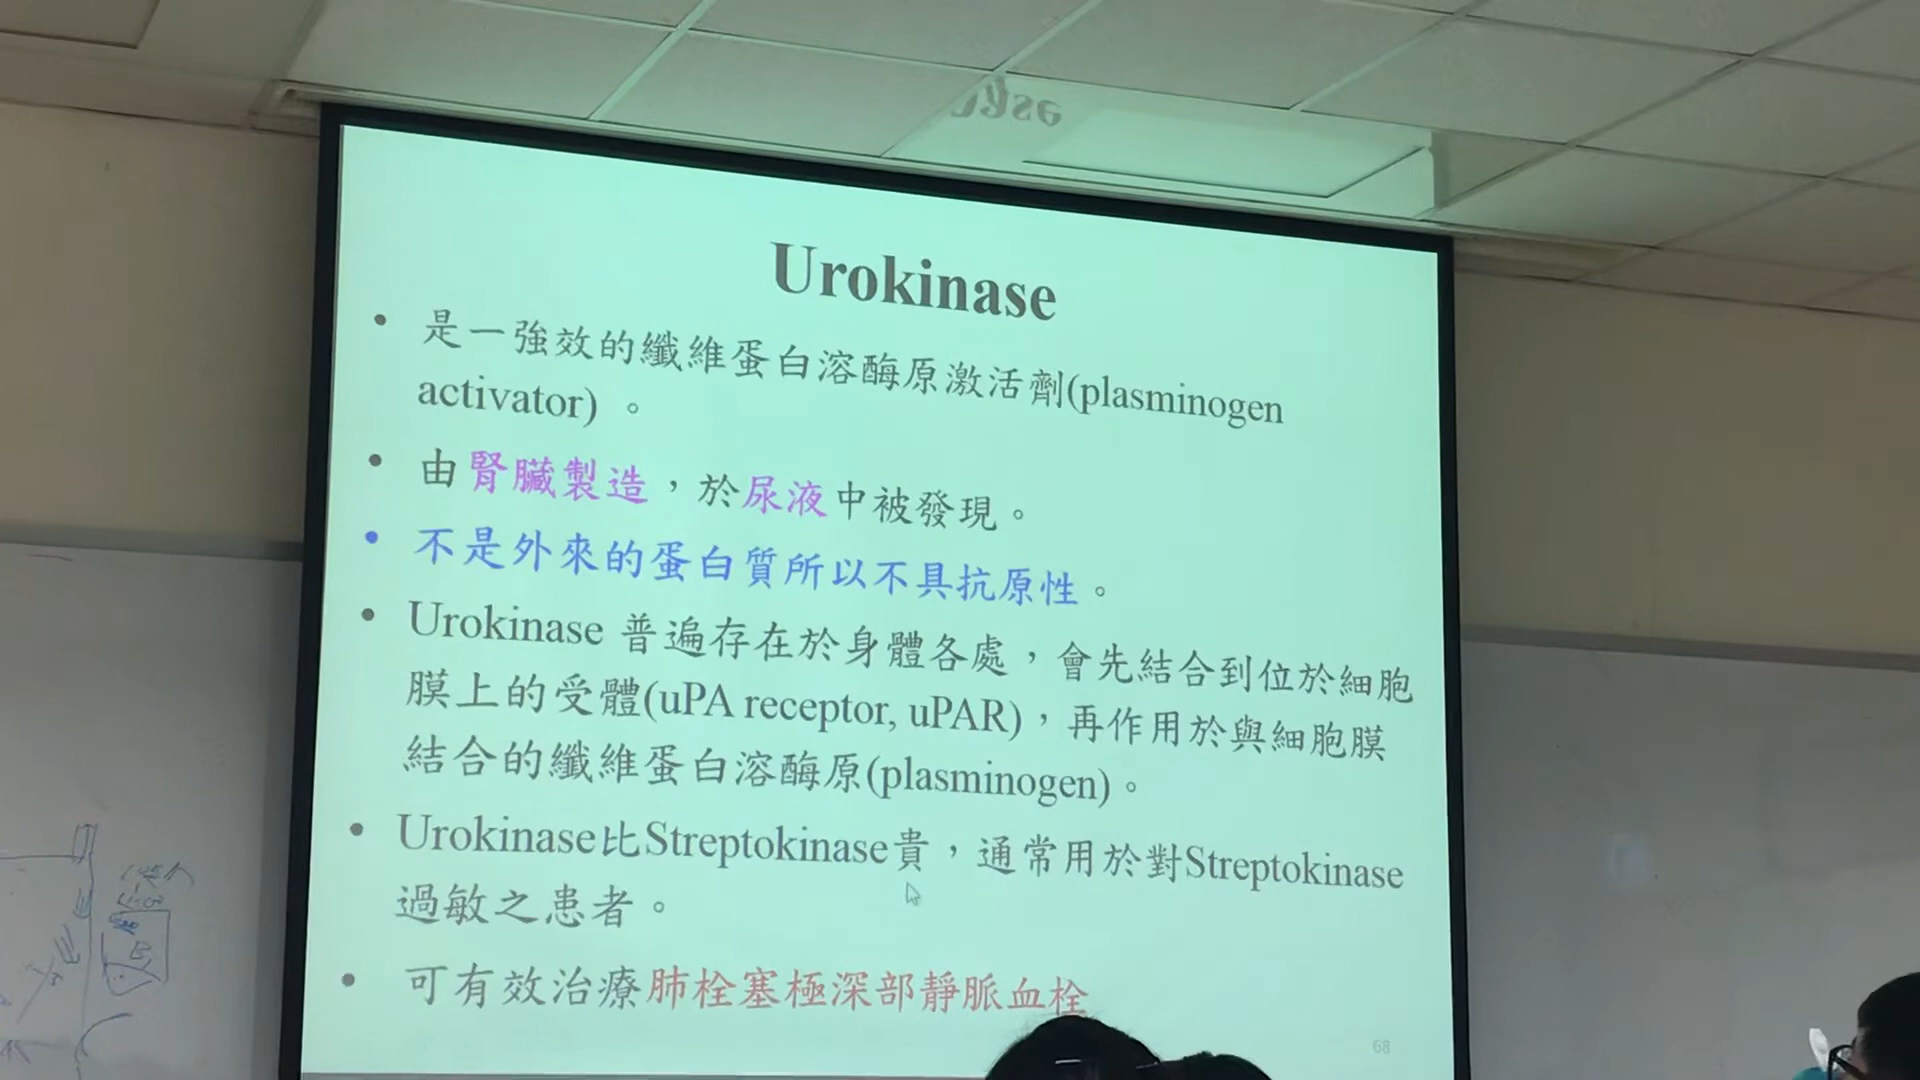 Urokinase
• 是一強效的纖維蛋白溶酶原激活劑(plasminogen
activator) 。
• 由腎臟製造，於尿液中被發現。
• 不是外來的蛋白質所以不具抗原性。
• Urokinase 普遍存在於身體各處，會先結合到位於細胞
膜上的受體(uPA receptor, uPAR)，再作用於與細胞膜
結合的纖維蛋白溶酶原(plasminogen)。
• Urokinase比Streptokinase貴，通常用於對Streptokinase
過敏之患者。
• 可有效治療肺栓塞極深部靜脈血栓
68